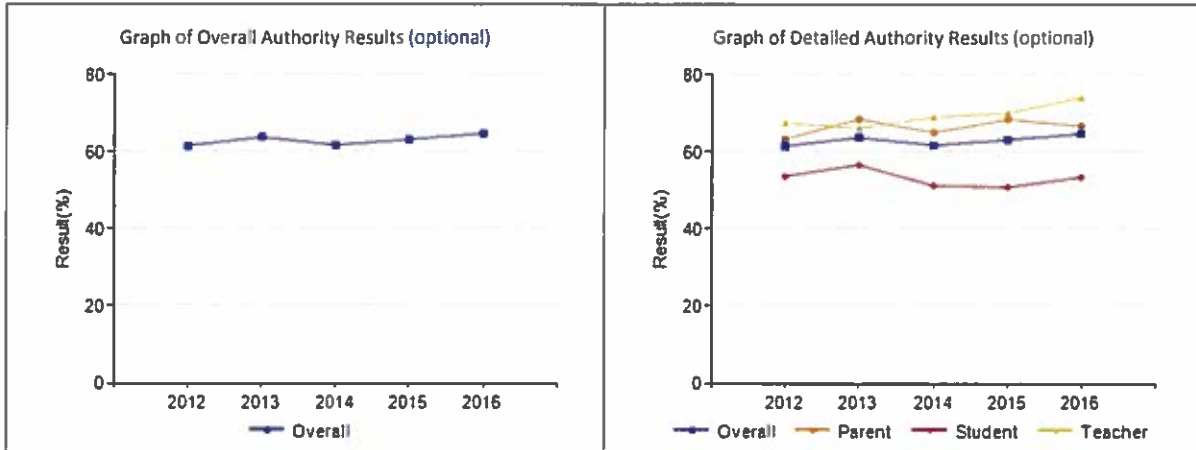 Graph of Overall Authority Results (optional)
80
60
40
20
0
Result(%)
2012 2013 2014 2015 2016
Overall
Graph of Detailed Authority Results (optional)
80
60
40
20
0
Result(%)
2012 2013 2014 2015 2016
Overall Parent Student Teacher